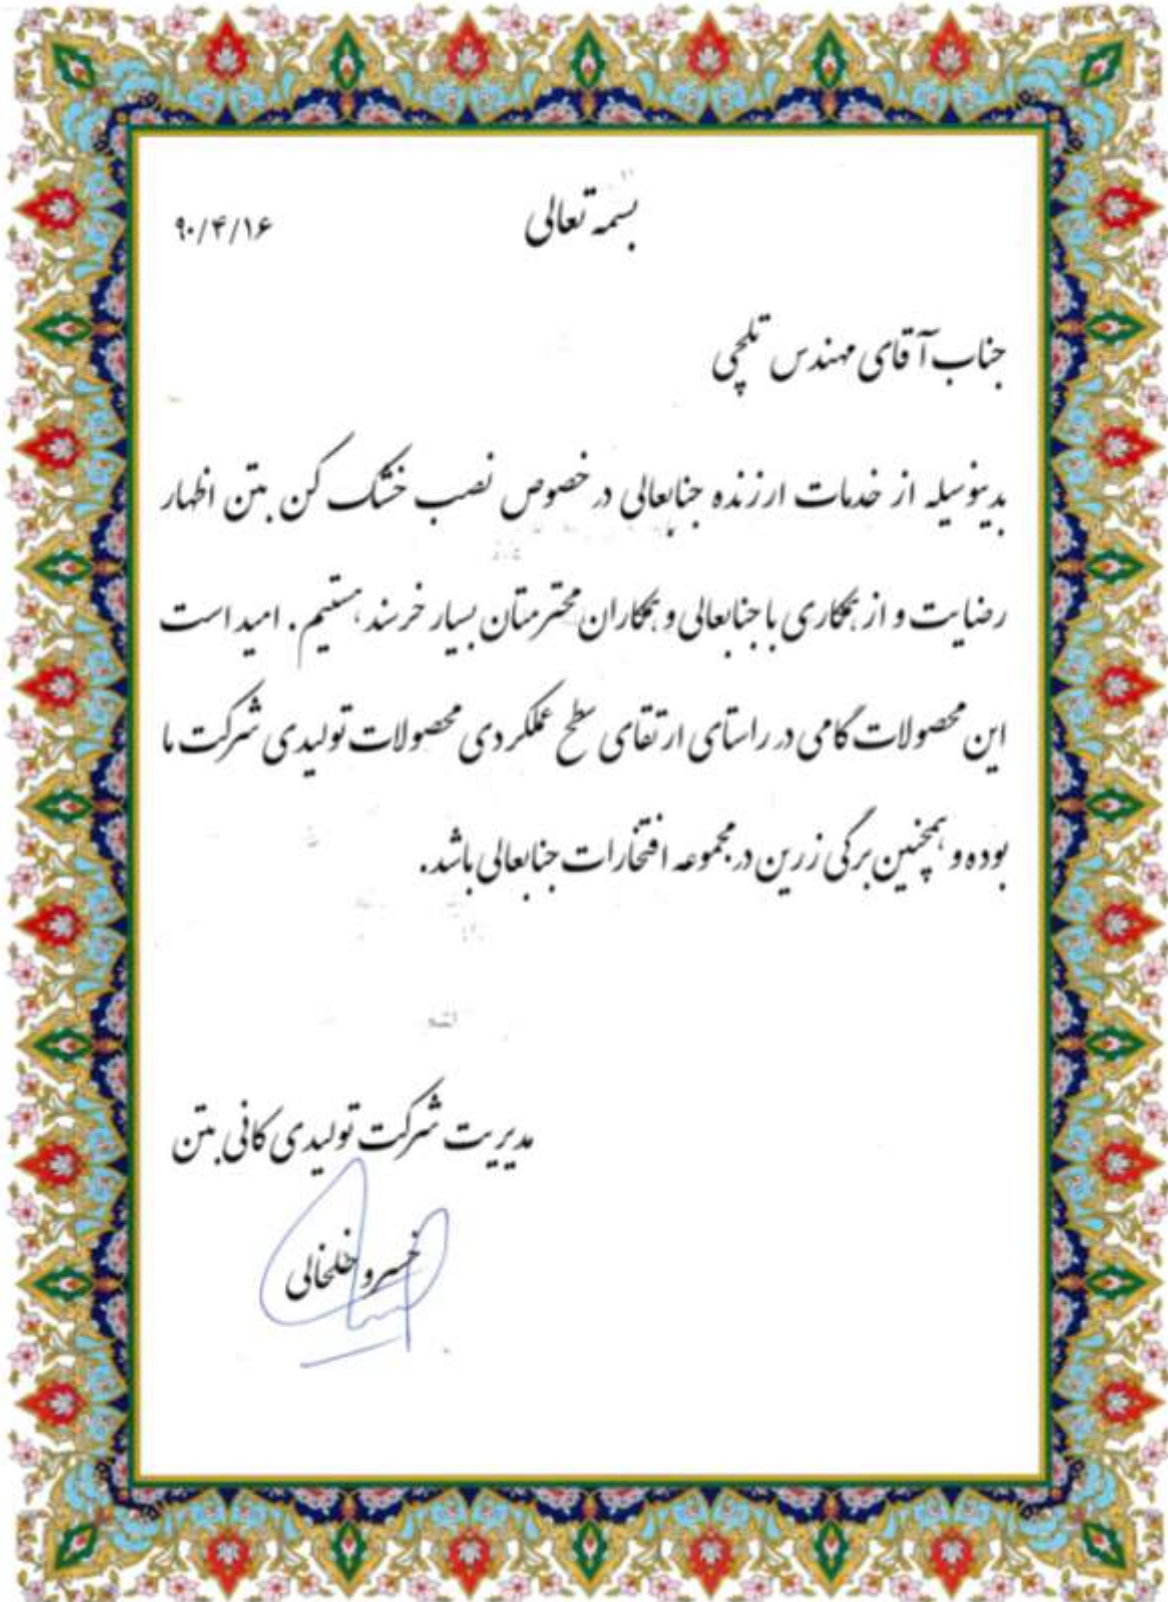 بسمه تعالی
۹۰/۴/۱۶
جناب آقای مهندس تلچی
بدینوسیله از خدمات ارزنده جنابعالی در خصوص نصب خشک کن بتن اظهار
رضایت و از همکاری با جنابعالی و همکاران محترمتان بسیار خرسند هستیم. امید است
این محصولات گامی در راستای ارتقای سطح عملکردی محصولات تولیدی شرکت ما
بوده و همچنین برگی زرین در مجموعه افتخارات جنابعالی باشد.
مدیریت شرکت تولیدی کانی بتن
خسرو خلخالی